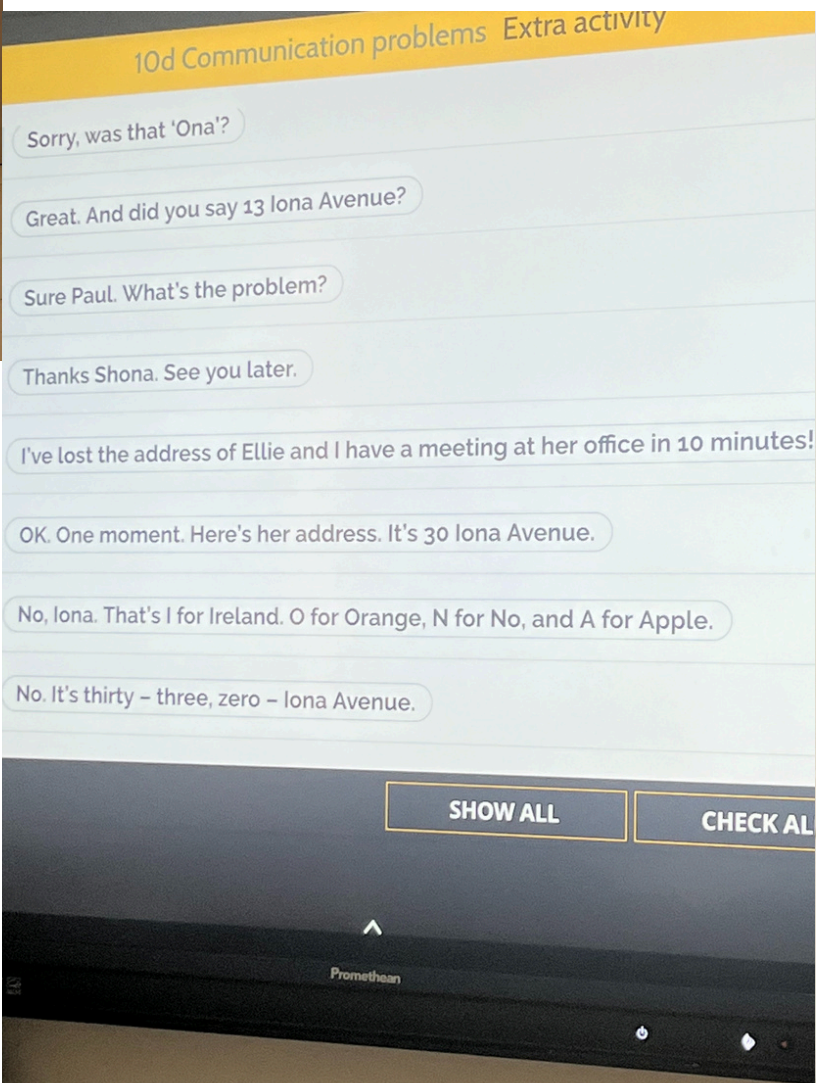 10d Communication problems Extra activity
Sorry, was that 'Ona'?
Great. And did you say 13 Iona Avenue?
Sure Paul. What's the problem?
Thanks Shona. See you later.
I've lost the address of Ellie and I have a meeting at her office in 10 minutes!
OK. One moment. Here's her address. It's 30 Iona Avenue.
No, Iona. That's I for Ireland. O for Orange, N for No, and A for Apple.
No. It's thirty – three, zero – Iona Avenue.
SHOW ALL
CHECK AL
Promethean